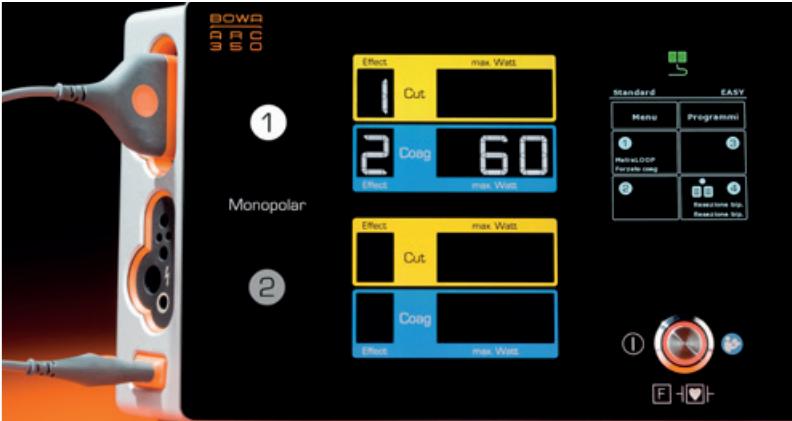 BOWA
ARC
350
1
Monopolar
2
Effect max. Watt
1 Cut
2 Coag 60
Effect max. Watt
Effect max. Watt
Cut
Coag
Effect max. Watt
Standard EASY
Menu Programmi
1 3
MetraLOOP
Forzato coag
2 4
Resezione bip.
Resezione bip.
F